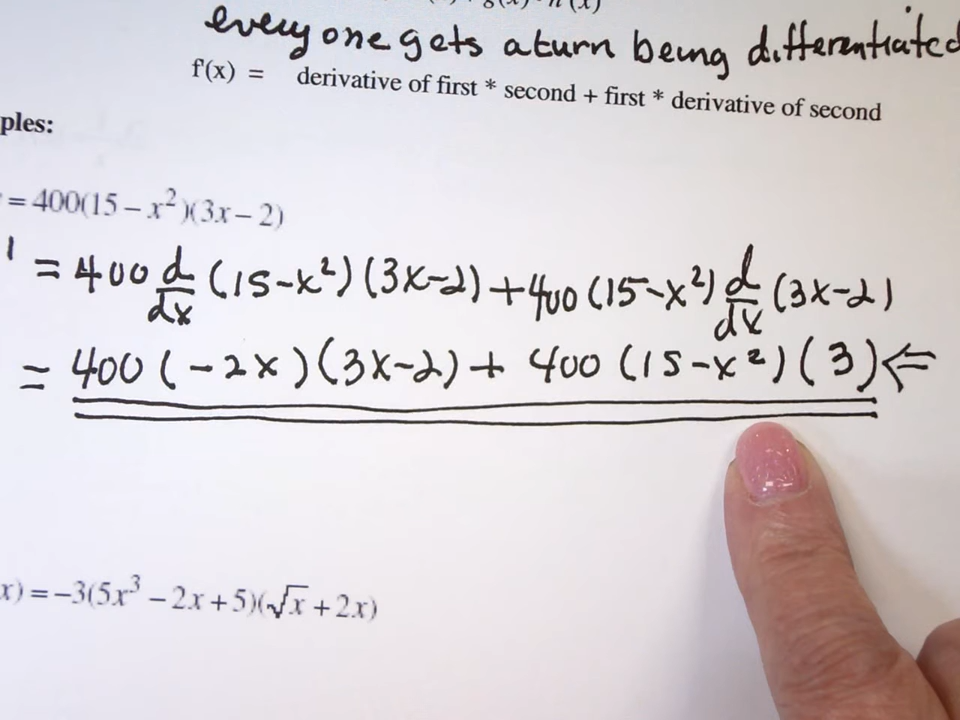 g(x) · h'(x)
everyone gets a turn being differentiated
f'(x) = derivative of first * second + first * derivative of second
ples:
= 400(15 − x²)(3x − 2)
' = 400 d/dx (15-x²)(3x-2) + 400(15-x²) d/dx (3x-2)
= 400(-2x)(3x-2) + 400(15-x²)(3) ⇐
x) = −3(5x³ − 2x + 5)(√x + 2x)